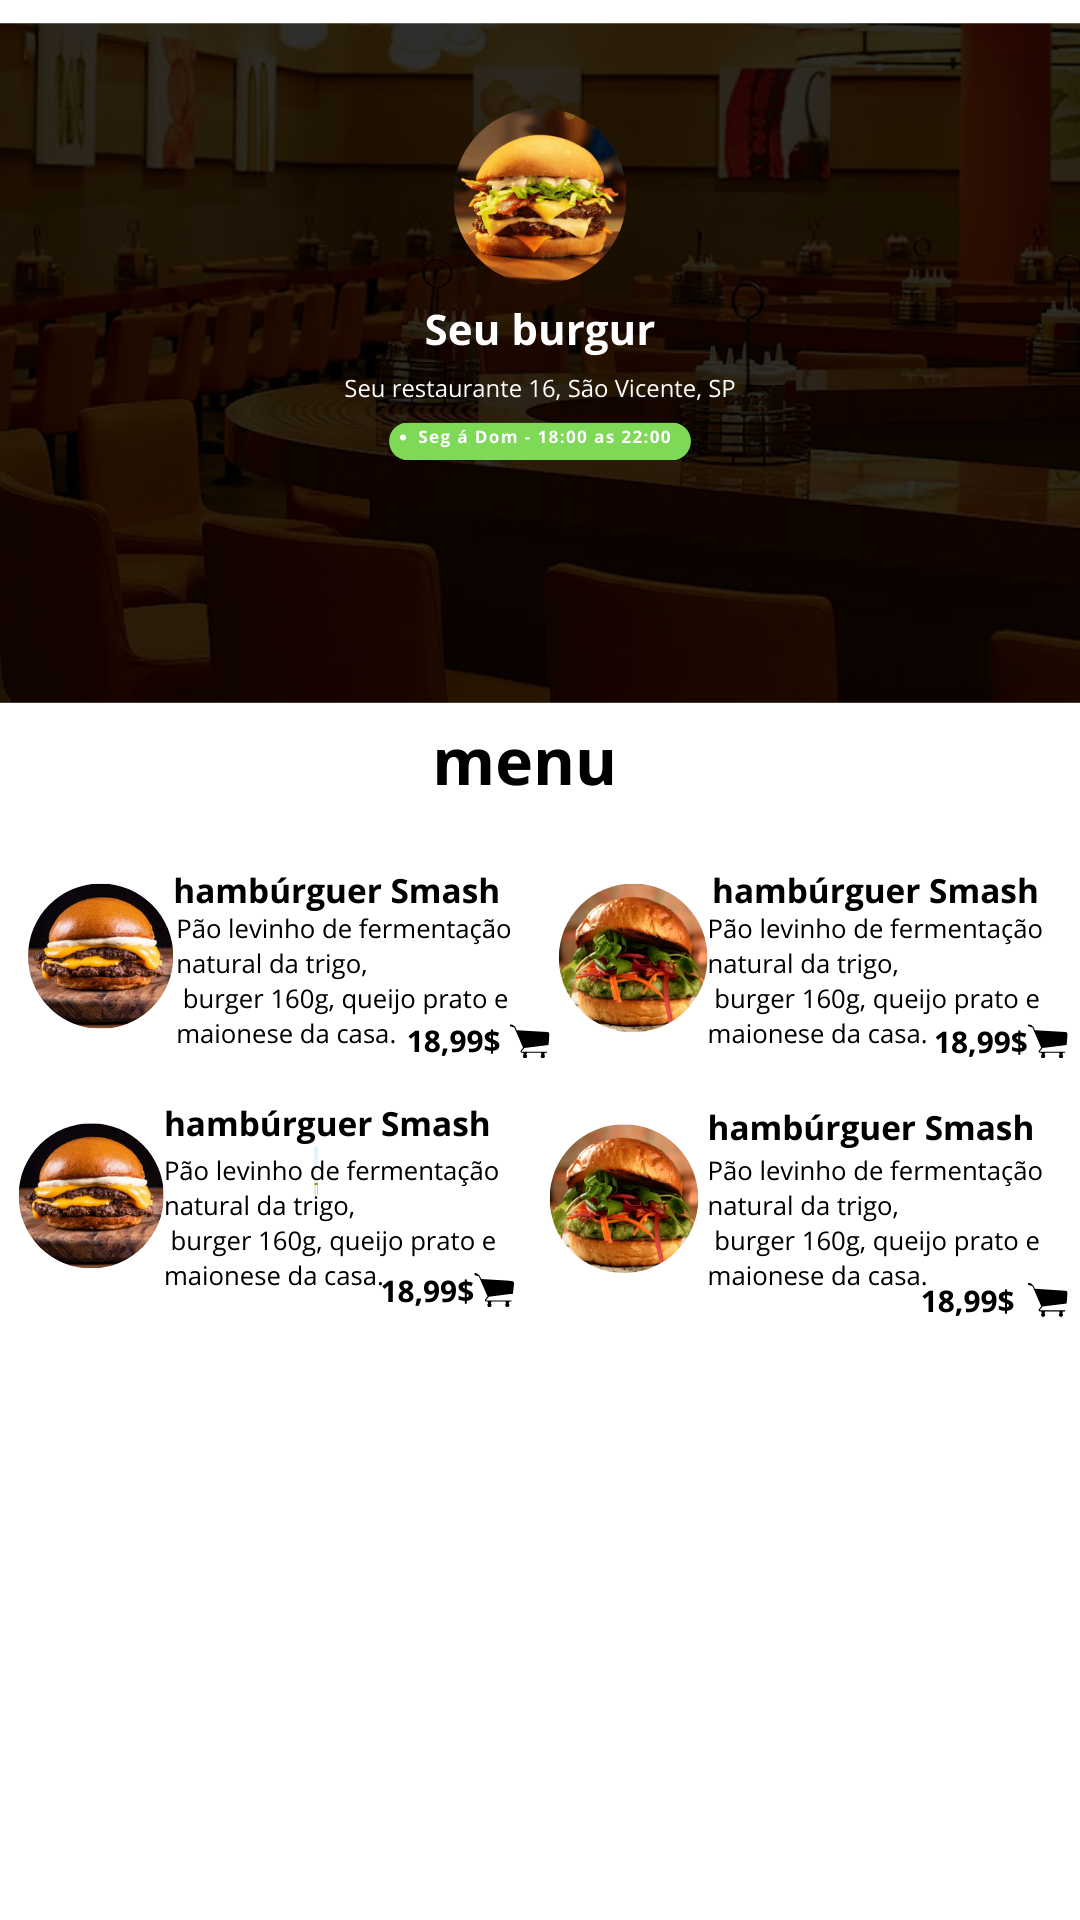 Seu burgur
Seu restaurante 16, São Vicente, SP
• Seg á Dom - 18:00 as 22:00
menu
hambúrguer Smash
Pão levinho de fermentação
natural da trigo,
burger 160g, queijo prato e
maionese da casa. 18,99$
hambúrguer Smash
Pão levinho de fermentação
natural da trigo,
burger 160g, queijo prato e
maionese da casa. 18,99$
hambúrguer Smash
Pão levinho de fermentação
natural da trigo,
burger 160g, queijo prato e
maionese da casa.
18,99$
hambúrguer Smash
Pão levinho de fermentação
natural da trigo,
burger 160g, queijo prato e
maionese da casa.
18,99$